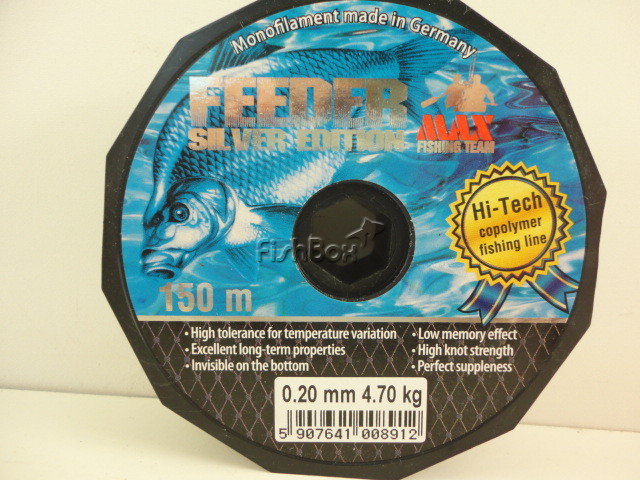 Monofilament made in Germany
FEEDER
SILVER EDITION
MAX
FISHING TEAM
Hi-Tech
copolymer
fishing line
FishBox
150 m
• High tolerance for temperature variation
• Excellent long-term properties
• Invisible on the bottom
• Low memory effect
• High knot strength
• Perfect suppleness
0.20 mm 4.70 kg
5 907641 008912